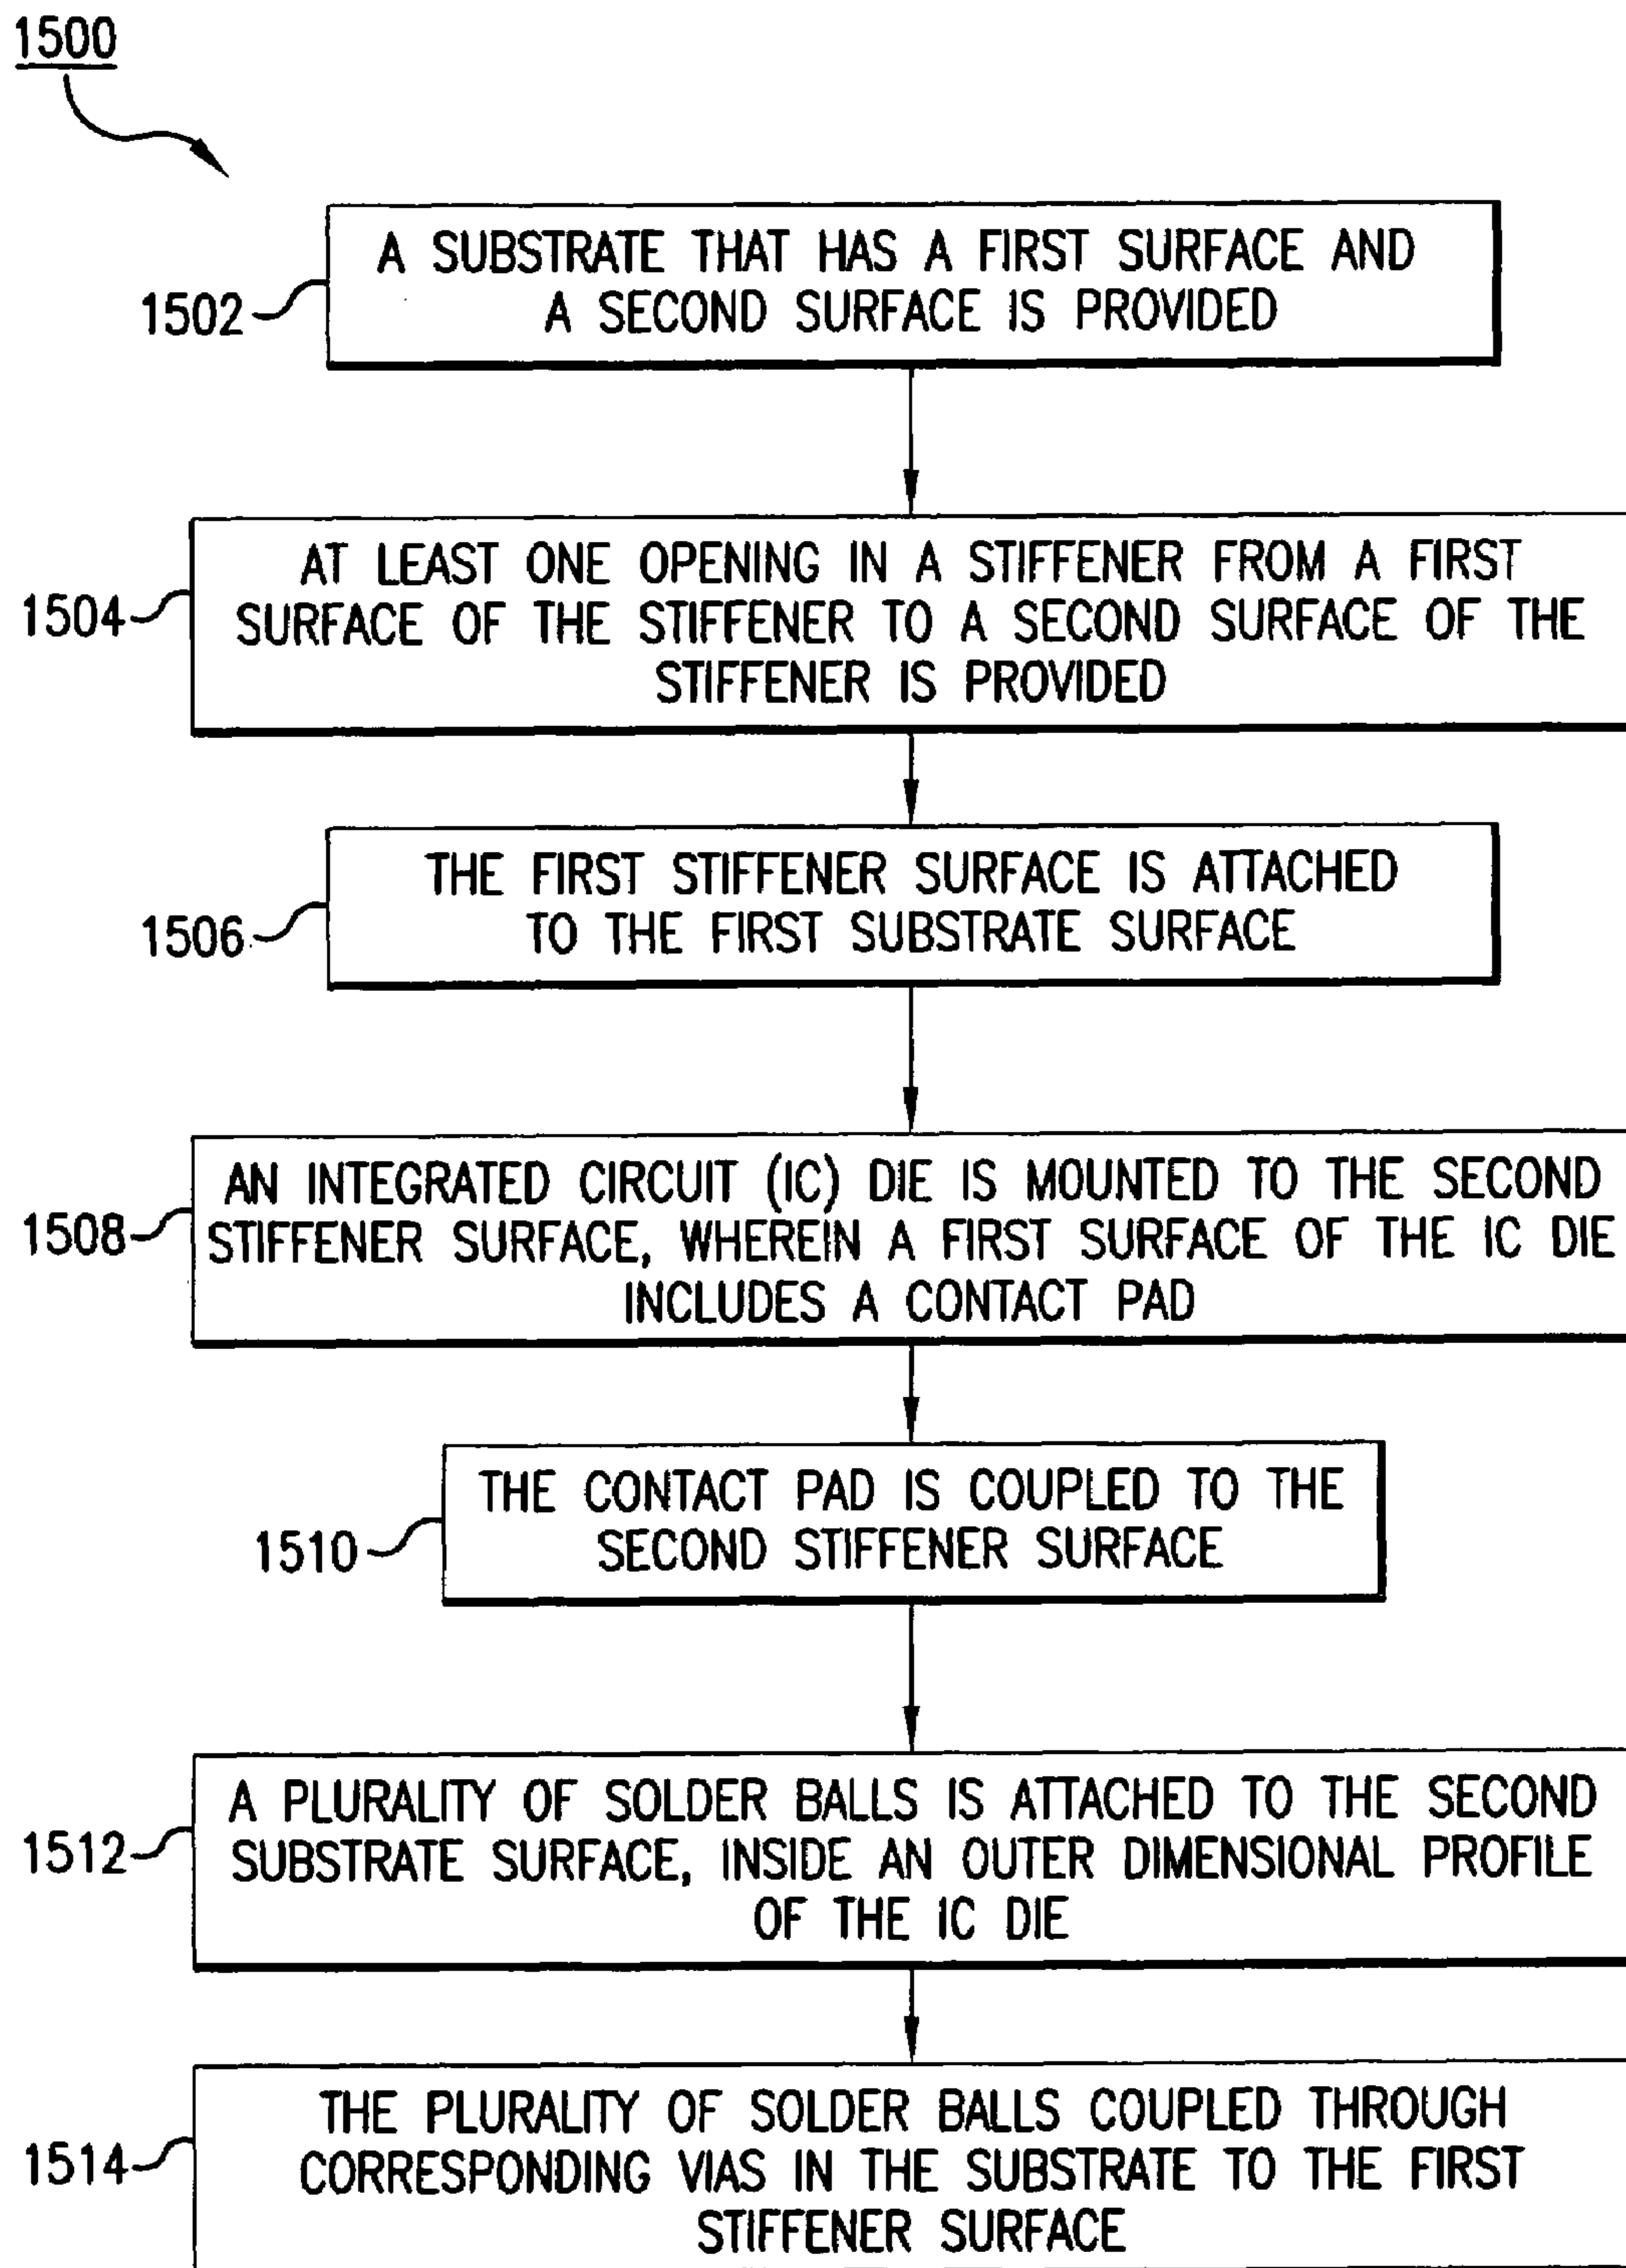 1500
A SUBSTRATE THAT HAS A FIRST SURFACE AND
A SECOND SURFACE IS PROVIDED
1502
AT LEAST ONE OPENING IN A STIFFENER FROM A FIRST
SURFACE OF THE STIFFENER TO A SECOND SURFACE OF THE
STIFFENER IS PROVIDED
1504
THE FIRST STIFFENER SURFACE IS ATTACHED
TO THE FIRST SUBSTRATE SURFACE
1506
AN INTEGRATED CIRCUIT (IC) DIE IS MOUNTED TO THE SECOND
STIFFENER SURFACE, WHEREIN A FIRST SURFACE OF THE IC DIE
INCLUDES A CONTACT PAD
1508
THE CONTACT PAD IS COUPLED TO THE
SECOND STIFFENER SURFACE
1510
A PLURALITY OF SOLDER BALLS IS ATTACHED TO THE SECOND
SUBSTRATE SURFACE, INSIDE AN OUTER DIMENSIONAL PROFILE
OF THE IC DIE
1512
THE PLURALITY OF SOLDER BALLS COUPLED THROUGH
CORRESPONDING VIAS IN THE SUBSTRATE TO THE FIRST
STIFFENER SURFACE
1514